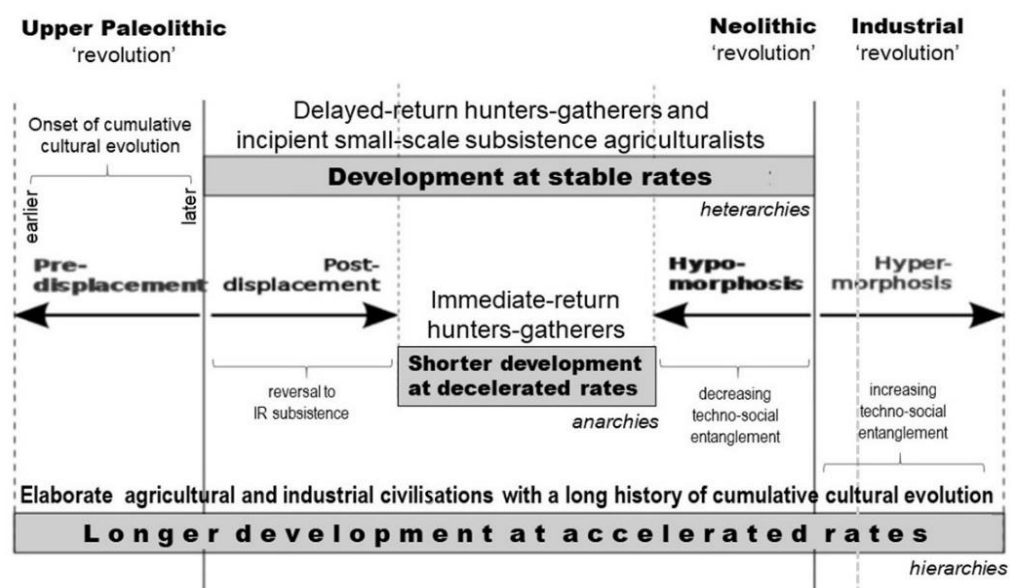 Upper Paleolithic
'revolution'
Neolithic
'revolution'
Industrial
'revolution'
Onset of cumulative
cultural evolution
earlier
later
Delayed-return hunters-gatherers and
incipient small-scale subsistence agriculturalists
Development at stable rates
heterarchies
Pre-
displacement
Post-
displacement
Hypo-
morphosis
Hyper-
morphosis
Immediate-return
hunters-gatherers
Shorter development
at decelerated rates
anarchies
reversal to
IR subsistence
decreasing
techno-social
entanglement
increasing
techno-social
entanglement
Elaborate agricultural and industrial civilisations with a long history of cumulative cultural evolution
Longer development at accelerated rates
hierarchies